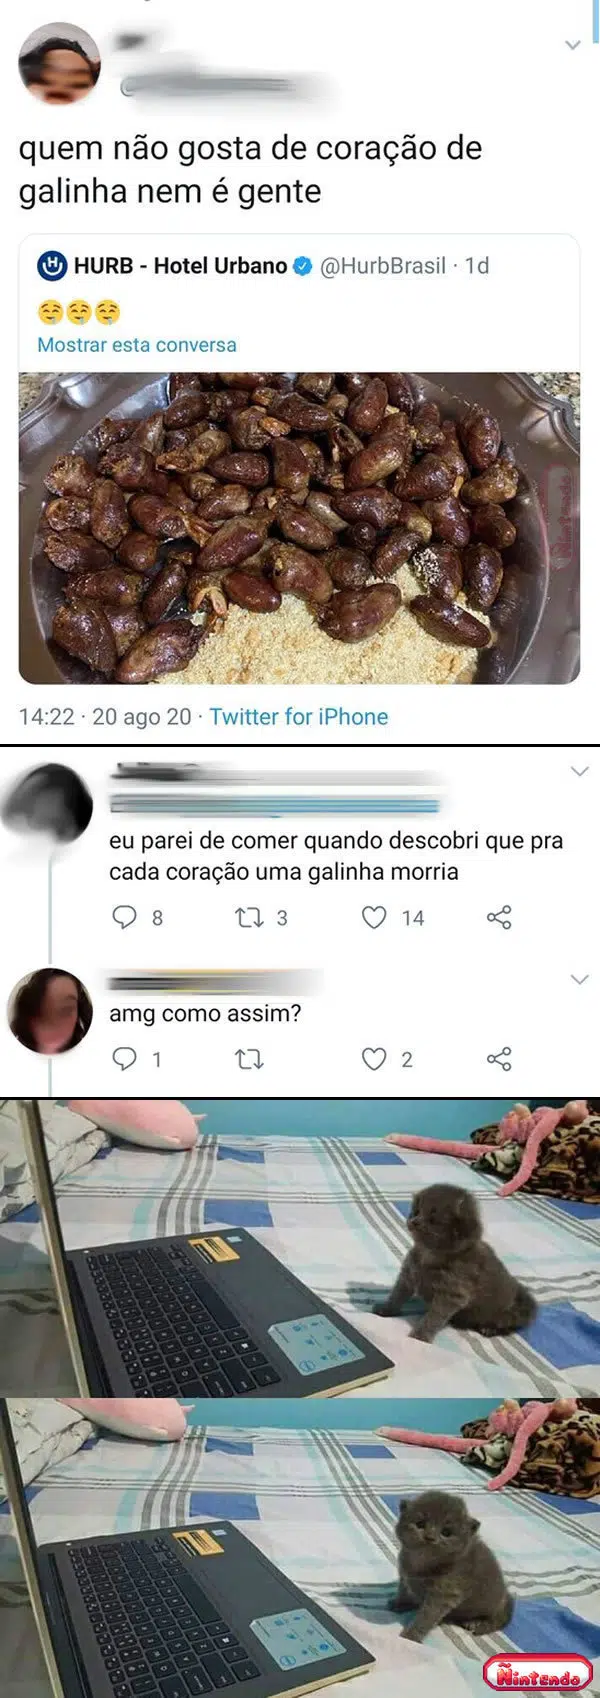 quem não gosta de coração de
galinha nem é gente
HURB - Hotel Urbano @HurbBrasil · 1d
🤤🤤🤤
Mostrar esta conversa
Ñintendo
14:22 · 20 ago 20 · Twitter for iPhone
eu parei de comer quando descobri que pra
cada coração uma galinha morria
8 3 14
amg como assim?
1 2
Ñintendo